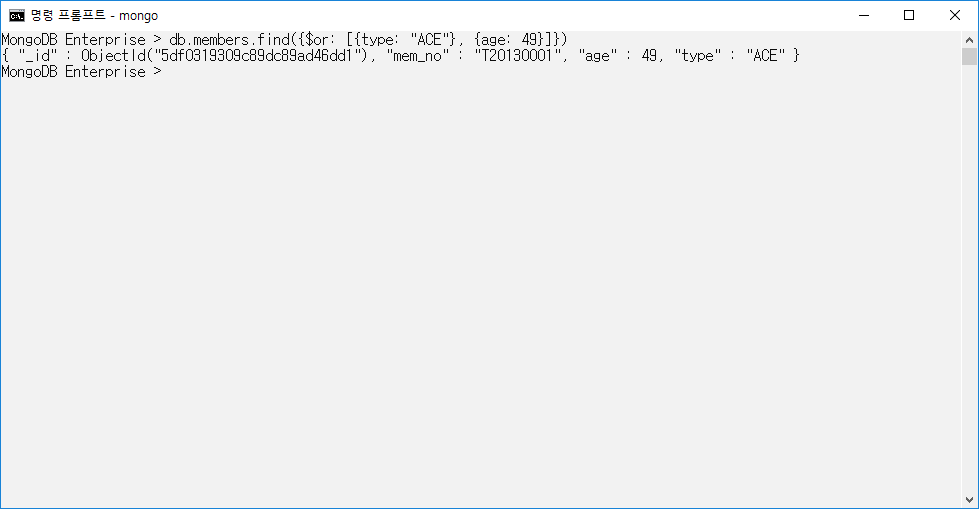 명령 프롬프트 - mongo
MongoDB Enterprise > db.members.find({$or: [{type: "ACE"}, {age: 49}]})
{ "_id" : ObjectId("5df0319309c89dc89ad46dd1"), "mem_no" : "T20130001", "age" : 49, "type" : "ACE" }
MongoDB Enterprise >